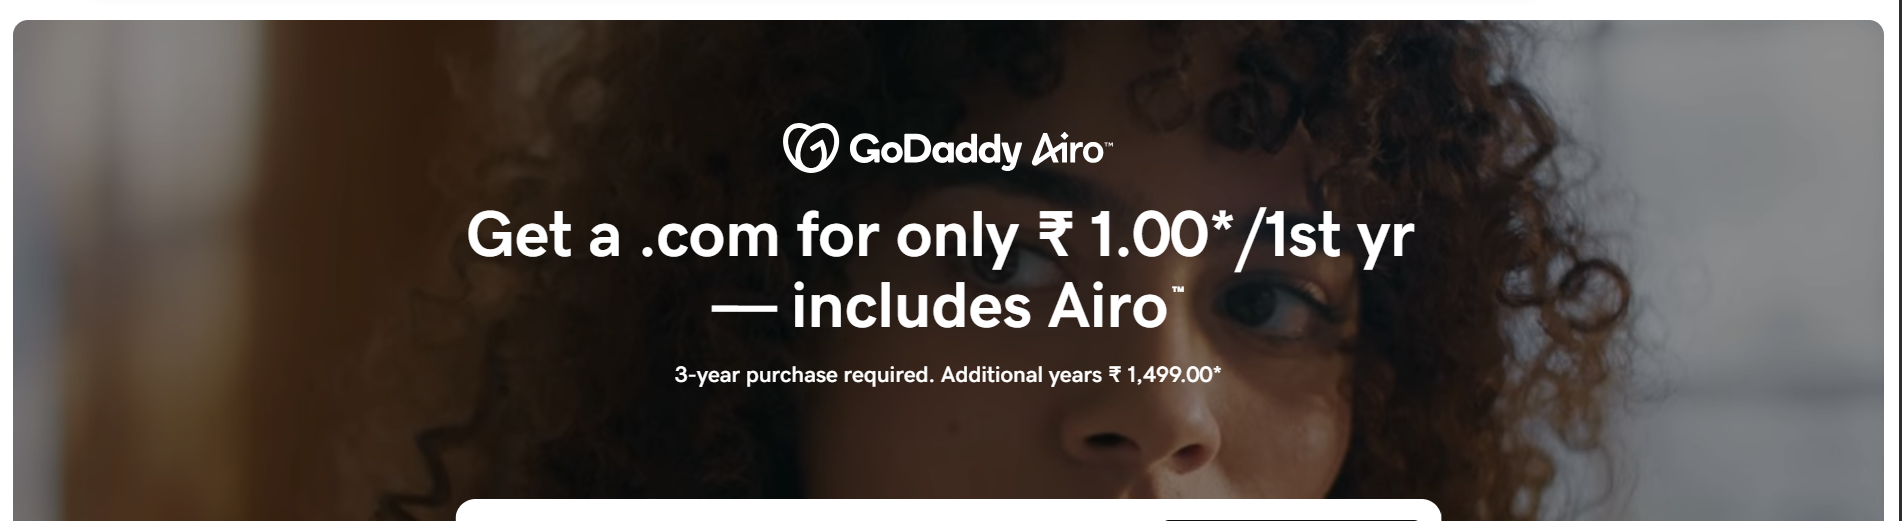 GoDaddy Airo™
Get a .com for only ₹ 1.00*/1st yr
— includes Airo™
3-year purchase required. Additional years ₹ 1,499.00*